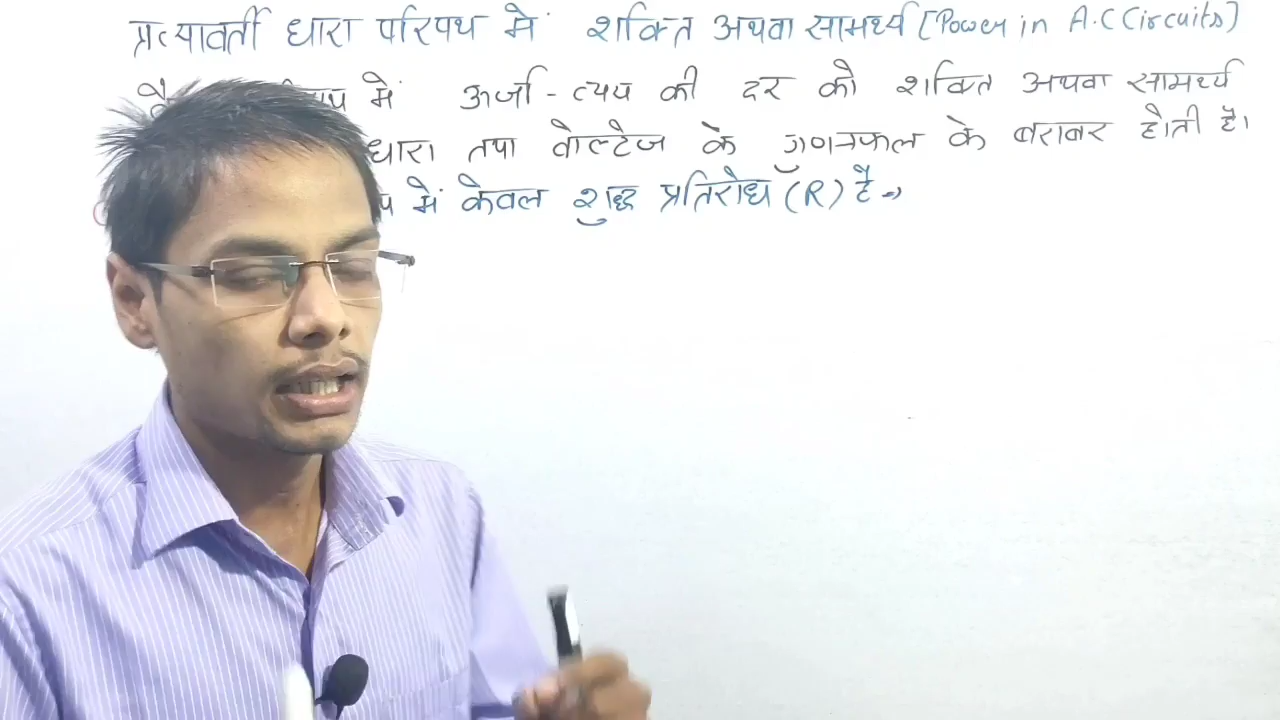 प्रत्यावर्ती धारा परिपथ में शक्ति अथवा सामर्थ्य [Power in A.C Circuits]
में ऊर्जा - व्यय की दर को शक्ति अथवा सामर्थ्य
धारा तथा वोल्टेज के गुणनफल के बराबर होती है।
में केवल शुद्ध प्रतिरोध (R) है →